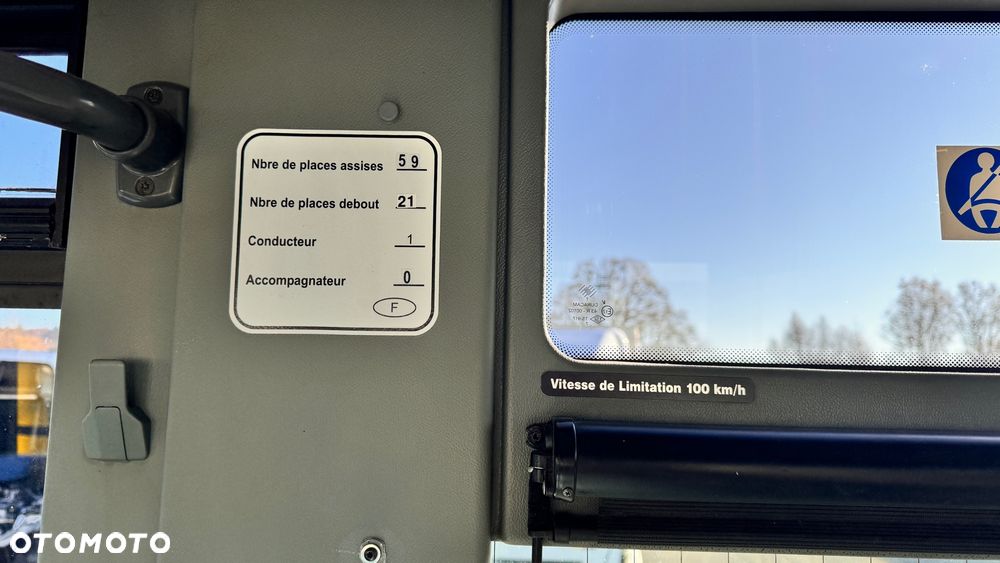 Nbre de places assises 59
Nbre de places debout 21
Conducteur 1
Accompagnateur 0
F
Vitesse de Limitation 100 km/h
OTOMOTO